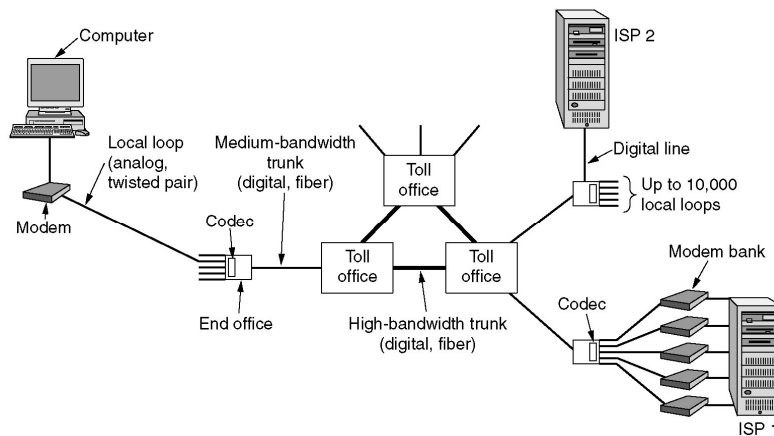 Computer
ISP 2
Local loop
(analog,
twisted pair)
Medium-bandwidth
trunk
(digital, fiber)
Digital line
Toll
office
Up to 10,000
local loops
Modem
Codec
Toll
office
Toll
office
Modem bank
End office
High-bandwidth trunk
(digital, fiber)
Codec
ISP 1